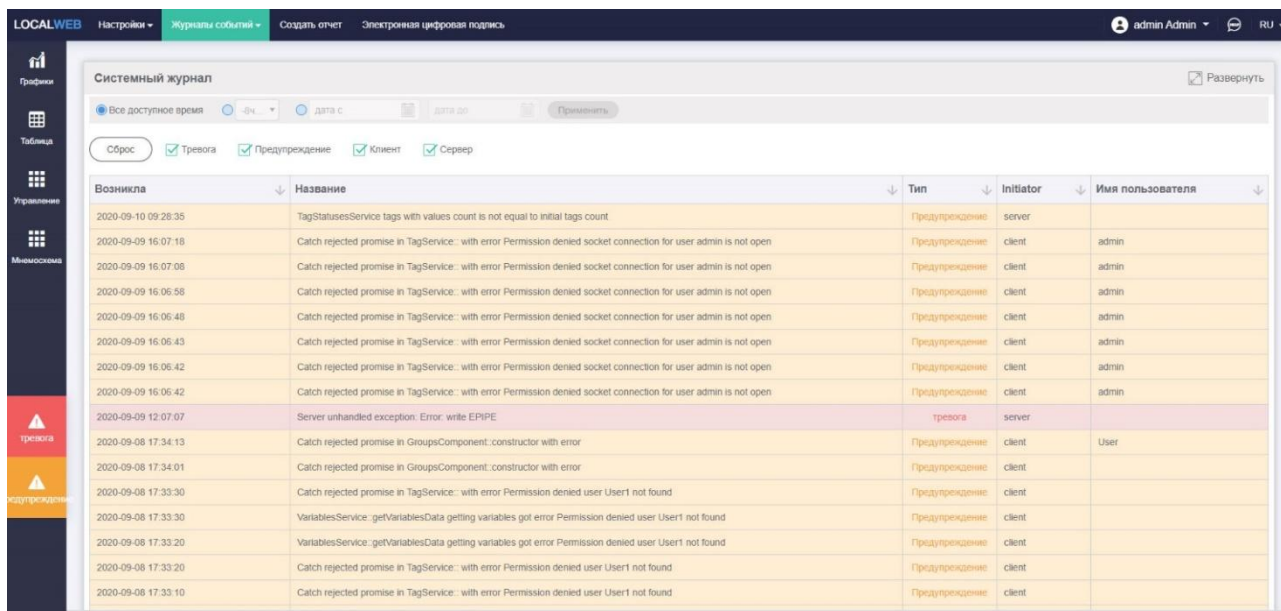 LOCALWEB Настройки Журналы событий Создать отчет Электронная цифровая подпись admin Admin RU
Графики
Таблица
Управление
Мнемосхема
тревога
редупреждени
Системный журнал Развернуть
Все доступное время -8ч... дата с дата до Применить
Сброс Тревога Предупреждение Клиент Сервер
Возникла Название Тип Initiator Имя пользователя
2020-09-10 09:28:35 TagStatusesService tags with values count is not equal to initial tags count Предупреждение server
2020-09-09 16:07:18 Catch rejected promise in TagService:: with error Permission denied socket connection for user admin is not open Предупреждение client admin
2020-09-09 16:07:08 Catch rejected promise in TagService:: with error Permission denied socket connection for user admin is not open Предупреждение client admin
2020-09-09 16:06:58 Catch rejected promise in TagService:: with error Permission denied socket connection for user admin is not open Предупреждение client admin
2020-09-09 16:06:48 Catch rejected promise in TagService:: with error Permission denied socket connection for user admin is not open Предупреждение client admin
2020-09-09 16:06:43 Catch rejected promise in TagService:: with error Permission denied socket connection for user admin is not open Предупреждение client admin
2020-09-09 16:06:42 Catch rejected promise in TagService:: with error Permission denied socket connection for user admin is not open Предупреждение client admin
2020-09-09 16:06:42 Catch rejected promise in TagService:: with error Permission denied socket connection for user admin is not open Предупреждение client admin
2020-09-09 12:07:07 Server unhandled exception: Error: write EPIPE тревога server
2020-09-08 17:34:13 Catch rejected promise in GroupsComponent::constructor with error Предупреждение client User
2020-09-08 17:34:01 Catch rejected promise in GroupsComponent::constructor with error Предупреждение client
2020-09-08 17:33:30 Catch rejected promise in TagService:: with error Permission denied user User1 not found Предупреждение client
2020-09-08 17:33:30 VariablesService::getVariablesData getting variables got error Permission denied user User1 not found Предупреждение client
2020-09-08 17:33:20 VariablesService::getVariablesData getting variables got error Permission denied user User1 not found Предупреждение client
2020-09-08 17:33:20 Catch rejected promise in TagService:: with error Permission denied user User1 not found Предупреждение client
2020-09-08 17:33:10 Catch rejected promise in TagService:: with error Permission denied user User1 not found Предупреждение client